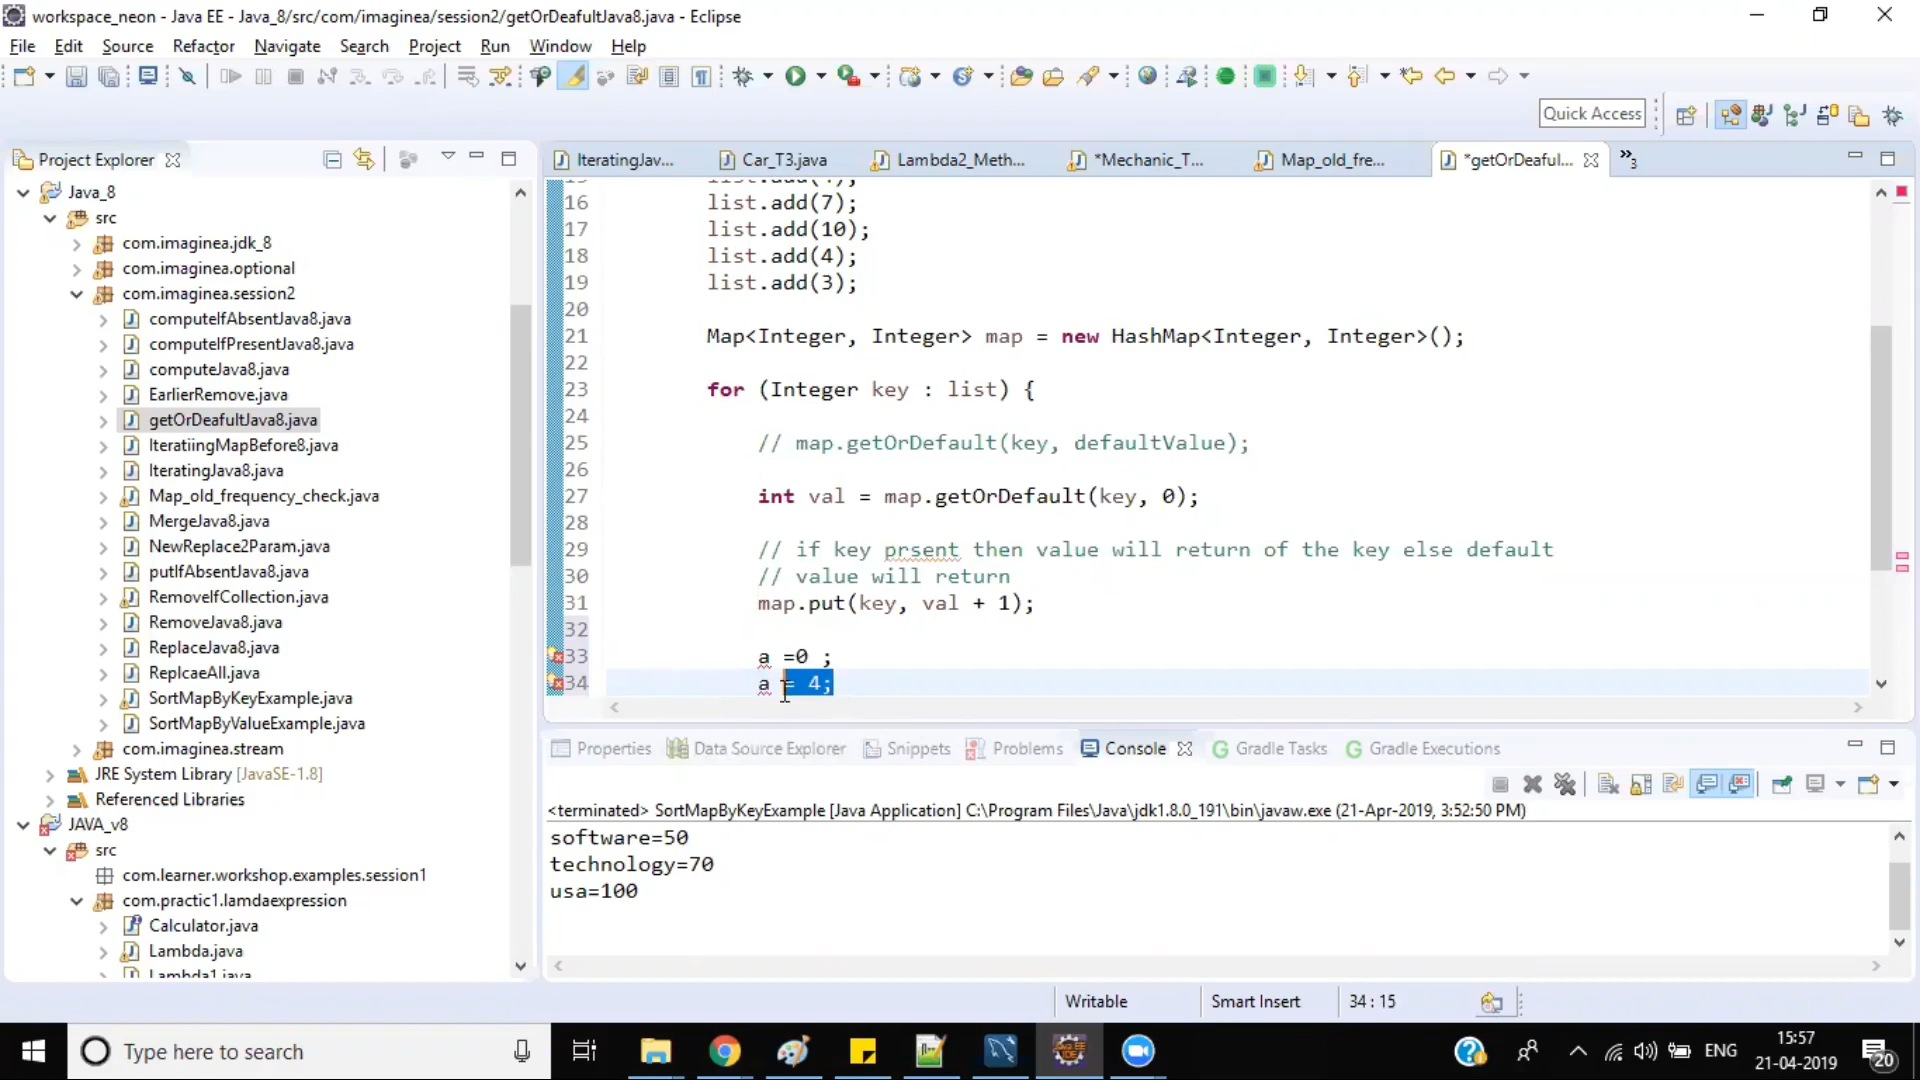 workspace_neon - Java EE - Java_8/src/com/imaginea/session2/getOrDeafultJava8.java - Eclipse
File Edit Source Refactor Navigate Search Project Run Window Help
Quick Access
Project Explorer
IteratingJav...
Car_T3.java
Lambda2_Meth...
*Mechanic_T...
Map_old_fre...
*getOrDeaful...
»3
Java_8
src
com.imaginea.jdk_8
com.imaginea.optional
com.imaginea.session2
computeIfAbsentJava8.java
computeIfPresentJava8.java
computeJava8.java
EarlierRemove.java
getOrDeafultJava8.java
IteratiingMapBefore8.java
IteratingJava8.java
Map_old_frequency_check.java
MergeJava8.java
NewReplace2Param.java
putIfAbsentJava8.java
RemoveIfCollection.java
RemoveJava8.java
ReplaceJava8.java
ReplcaeAll.java
SortMapByKeyExample.java
SortMapByValueExample.java
com.imaginea.stream
JRE System Library [JavaSE-1.8]
Referenced Libraries
JAVA_v8
src
com.learner.workshop.examples.session1
com.practic1.lamdaexpression
Calculator.java
Lambda.java
Lambda1.java
16 list.add(7);
17 list.add(10);
18 list.add(4);
19 list.add(3);
20
21 Map<Integer, Integer> map = new HashMap<Integer, Integer>();
22
23 for (Integer key : list) {
24
25 // map.getOrDefault(key, defaultValue);
26
27 int val = map.getOrDefault(key, 0);
28
29 // if key prsent then value will return of the key else default
30 // value will return
31 map.put(key, val + 1);
32
33 a =0 ;
34 a = 4;
Properties Data Source Explorer Snippets Problems Console Gradle Tasks Gradle Executions
<terminated> SortMapByKeyExample [Java Application] C:\Program Files\Java\jdk1.8.0_191\bin\javaw.exe (21-Apr-2019, 3:52:50 PM)
software=50
technology=70
usa=100
Writable Smart Insert 34 : 15
Type here to search
ENG
15:57
21-04-2019
20